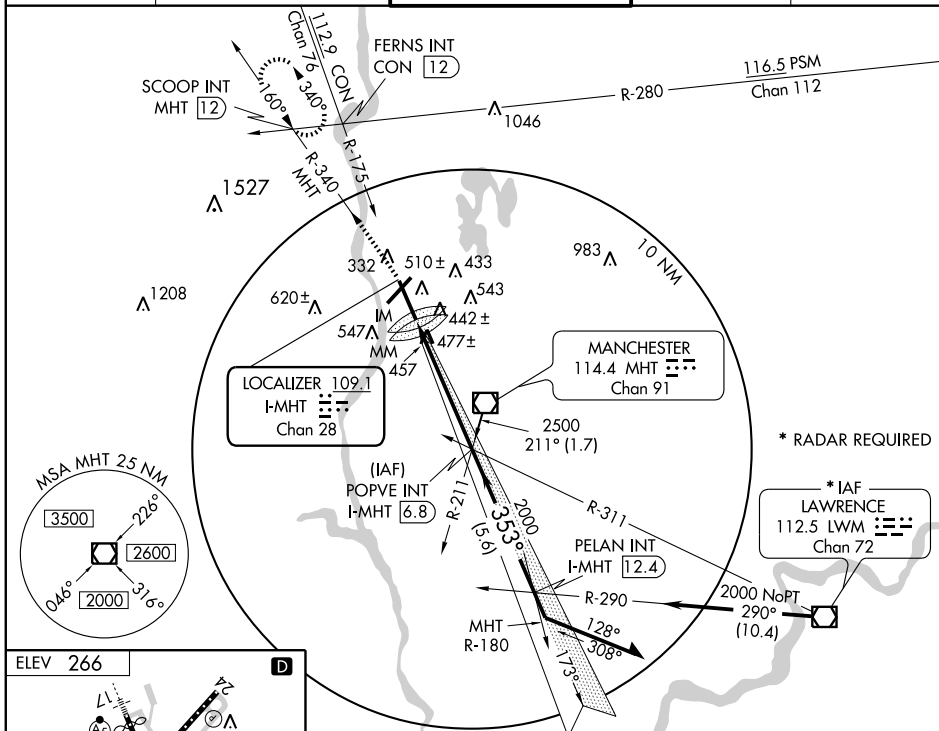 112.9 CON
Chan 76
FERNS INT
CON 12
SCOOP INT
MHT 12
160°
340°
116.5 PSM
Chan 112
R-280
1046
R-340
MHT
R-175
1527
1208
983
10 NM
332
510±
433
543
620±
IM
442±
547
477±
MM
457
LOCALIZER 109.1
I-MHT
Chan 28
MANCHESTER
114.4 MHT
Chan 91
2500
211° (1.7)
* RADAR REQUIRED
(IAF)
POPVE INT
I-MHT 6.8
R-211
353°
(5.6)
2000
R-311
* IAF
LAWRENCE
112.5 LWM
Chan 72
PELAN INT
I-MHT 12.4
R-290
2000 NoPT
290°
(10.4)
MHT
R-180
128°
308°
173°
MSA MHT 25 NM
3500
226°
2600
046°
2000
316°
ELEV 266
D
17
24